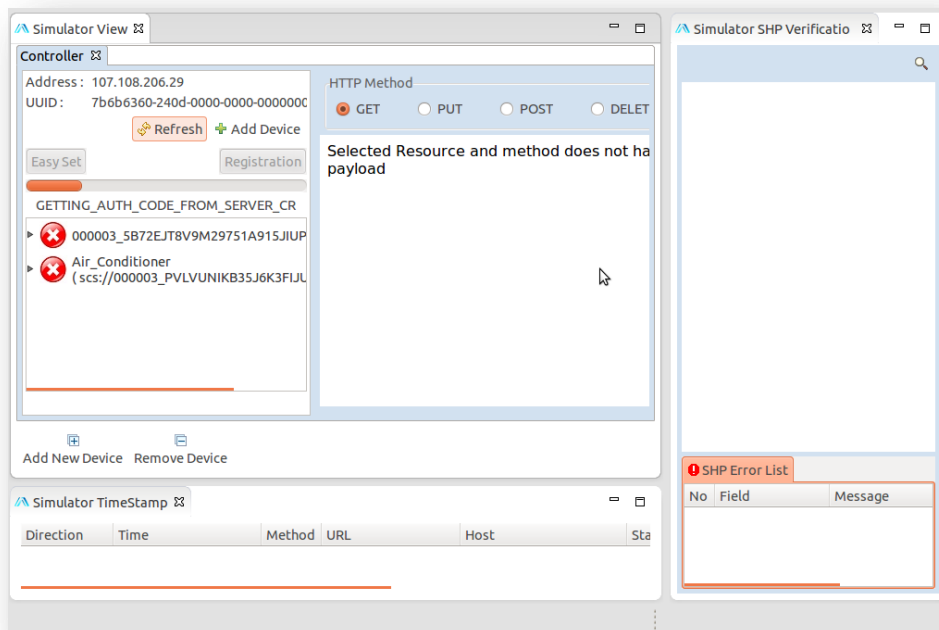 Simulator View
Controller
Address : 107.108.206.29
UUID : 7b6b6360-240d-0000-0000-0000000
Refresh Add Device
Easy Set Registration
GETTING_AUTH_CODE_FROM_SERVER_CR
000003_5B72EJT8V9M29751A915JIUP
Air_Conditioner
( scs://000003_PVLVUNIKB35J6K3FIJU
HTTP Method
GET PUT POST DELET
Selected Resource and method does not ha
payload
Add New Device Remove Device
Simulator TimeStamp
Direction Time Method URL Host Sta
Simulator SHP Verificatio
SHP Error List
No Field Message